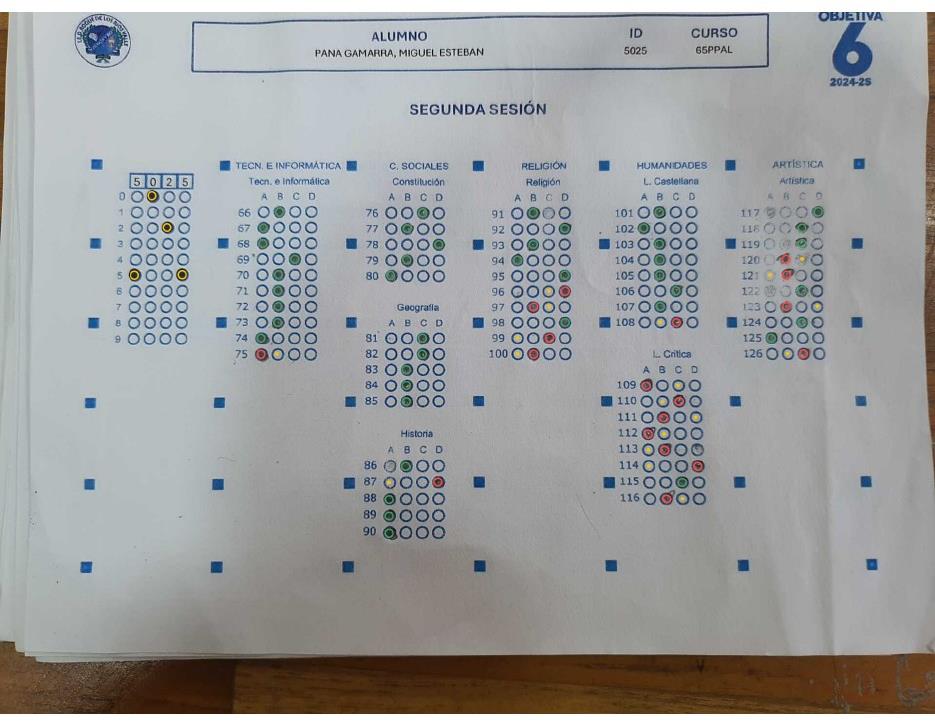 OBJETIVA
6
2024-2S
ALUMNO ID CURSO
PANA GAMARRA, MIGUEL ESTEBAN 5025 65PPAL
SEGUNDA SESIÓN
5 0 2 5
0
1
2
3
4
5
6
7
8
9
TECN. E INFORMÁTICA
Tecn. e Informática
A B C D
66
67
68
69
70
71
72
73
74
75
C. SOCIALES
Constitución
A B C D
76
77
78
79
80
Geografia
A B C D
81
82
83
84
85
Historia
A B C D
86
87
88
89
90
RELIGIÓN
Religión
A B C D
91
92
93
94
95
96
97
98
99
100
HUMANIDADES
L. Castellana
A B C D
101
102
103
104
105
106
107
108
L. Critica
A B C D
109
110
111
112
113
114
115
116
ARTÍSTICA
Artistica
A B C D
117
118
119
120
121
122
123
124
125
126